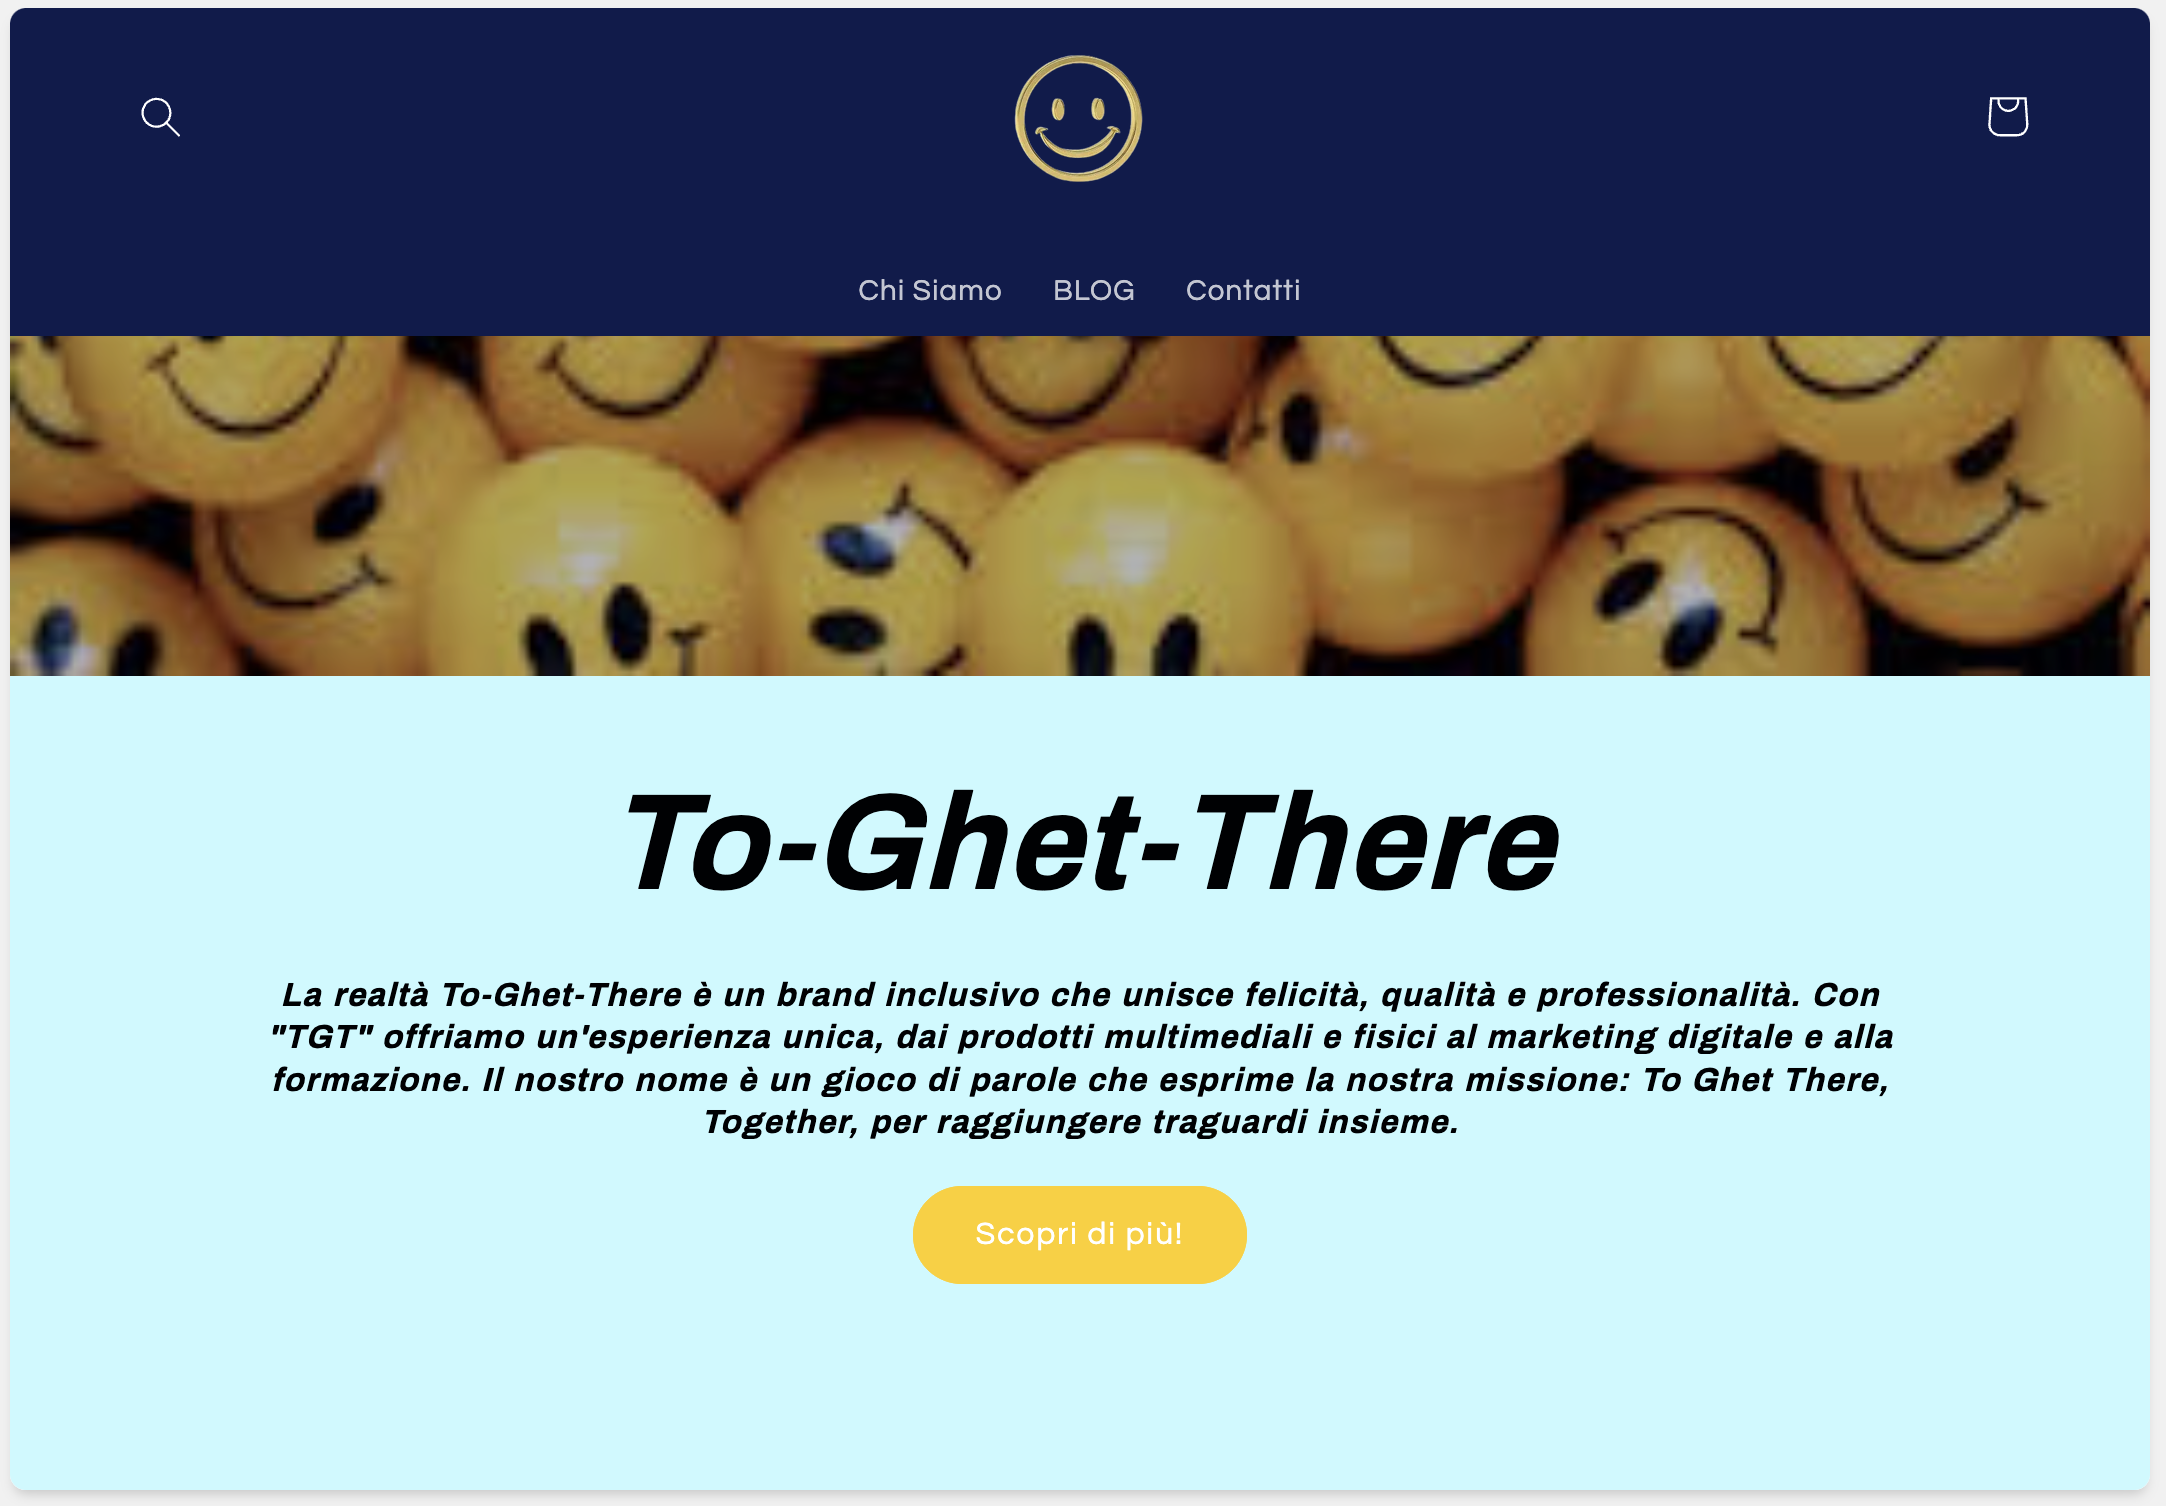 Chi Siamo BLOG Contatti
To-Ghet-There
La realtà To-Ghet-There è un brand inclusivo che unisce felicità, qualità e professionalità. Con
"TGT" offriamo un'esperienza unica, dai prodotti multimediali e fisici al marketing digitale e alla
formazione. Il nostro nome è un gioco di parole che esprime la nostra missione: To Ghet There,
Together, per raggiungere traguardi insieme.
Scopri di più!